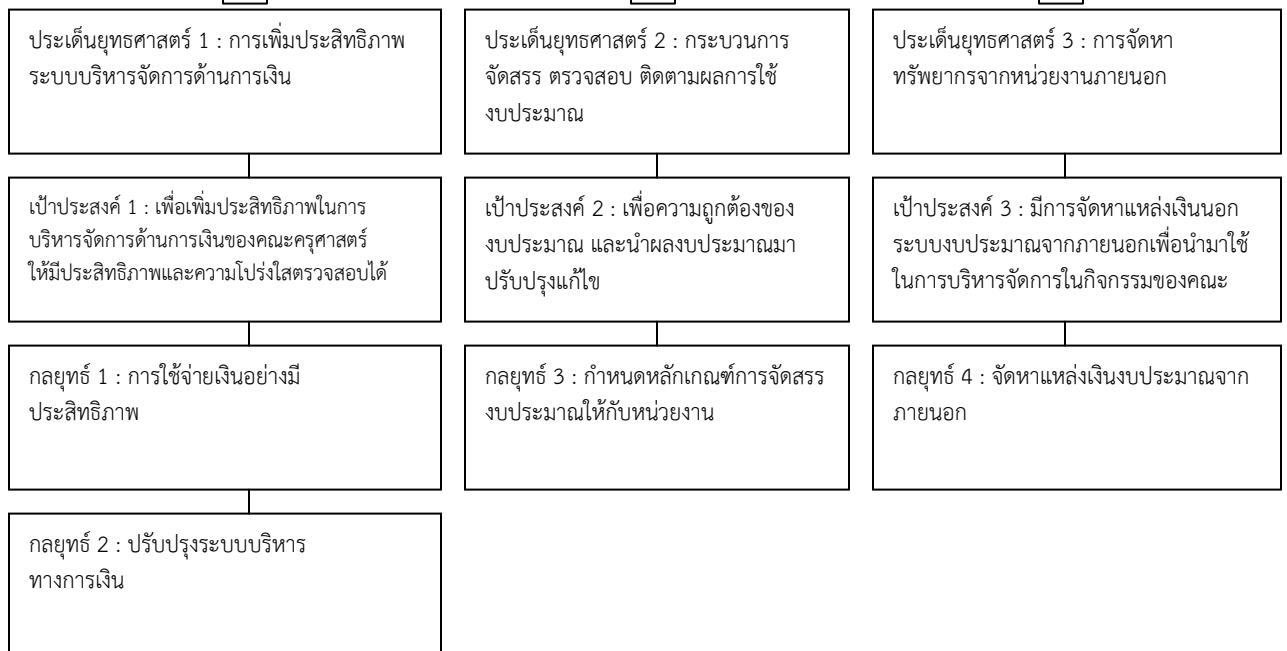 ประเด็นยุทธศาสตร์ 1 : การเพิ่มประสิทธิภาพ
ระบบบริหารจัดการด้านการเงิน
ประเด็นยุทธศาสตร์ 2 : กระบวนการ
จัดสรร ตรวจสอบ ติดตามผลการใช้
งบประมาณ
ประเด็นยุทธศาสตร์ 3 : การจัดหา
ทรัพยากรจากหน่วยงานภายนอก
เป้าประสงค์ 1 : เพื่อเพิ่มประสิทธิภาพในการ
บริหารจัดการด้านการเงินของคณะครุศาสตร์
ให้มีประสิทธิภาพและความโปร่งใสตรวจสอบได้
เป้าประสงค์ 2 : เพื่อความถูกต้องของ
งบประมาณ และนำผลงบประมาณมา
ปรับปรุงแก้ไข
เป้าประสงค์ 3 : มีการจัดหาแหล่งเงินนอก
ระบบงบประมาณจากภายนอกเพื่อนำมาใช้
ในการบริหารจัดการในกิจกรรมของคณะ
กลยุทธ์ 1 : การใช้จ่ายเงินอย่างมี
ประสิทธิภาพ
กลยุทธ์ 3 : กำหนดหลักเกณฑ์การจัดสรร
งบประมาณให้กับหน่วยงาน
กลยุทธ์ 4 : จัดหาแหล่งเงินงบประมาณจาก
ภายนอก
กลยุทธ์ 2 : ปรับปรุงระบบบริหาร
ทางการเงิน